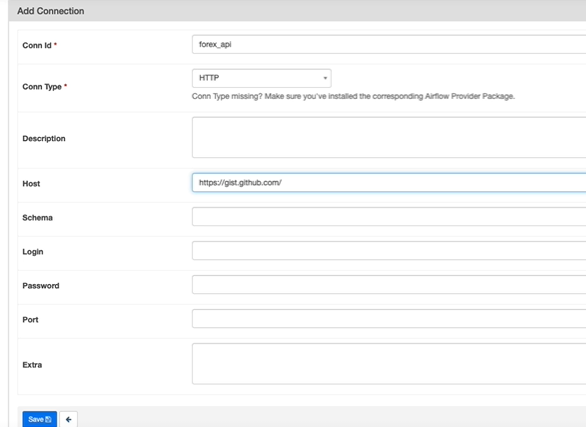 Add Connection
Conn Id *
forex_api
Conn Type *
HTTP
Conn Type missing? Make sure you've installed the corresponding Airflow Provider Package.
Description
Host
https://gist.github.com/
Schema
Login
Password
Port
Extra
Save